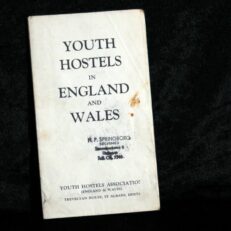 YOUTH
HOSTELS
IN
ENGLAND
AND
WALES
YOUTH HOSTELS ASSOCIATION
(ENGLAND & WALES)
TREVELYAN HOUSE, ST ALBANS, HERTS